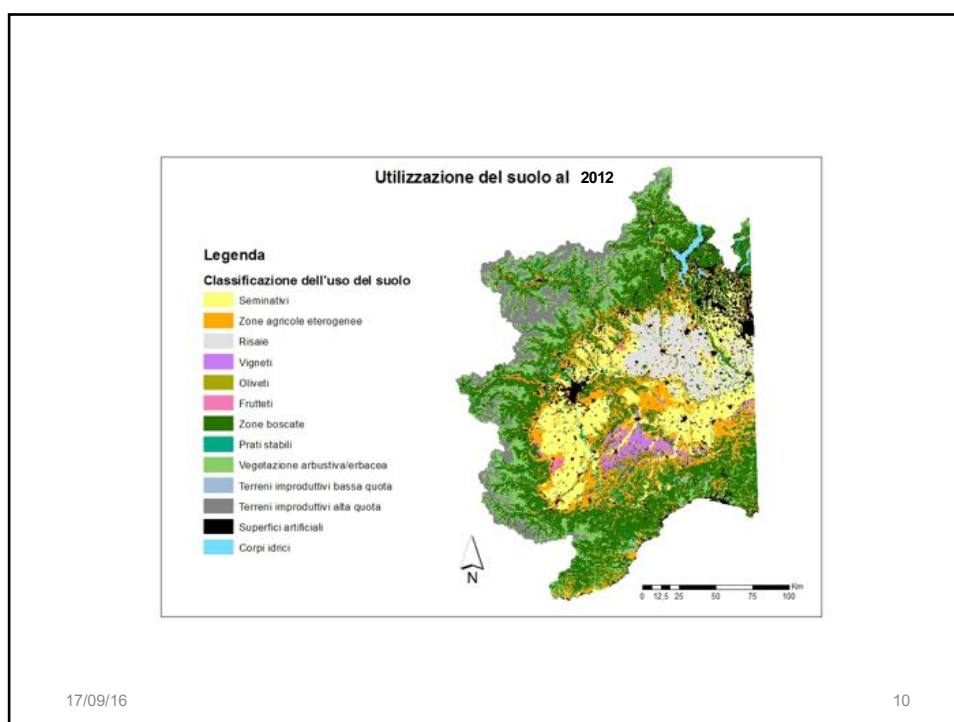 Utilizzazione del suolo al 2012
Legenda
Classificazione dell'uso del suolo
Seminativi
Zone agricole eterogenee
Risaie
Vigneti
Oliveti
Frutteti
Zone boscate
Prati stabili
Vegetazione arbustiva/erbacea
Terreni improduttivi bassa quota
Terreni improduttivi alta quota
Superfici artificiali
Corpi idrici
N
Km
0 12,5 25 50 75 100
17/09/16 10